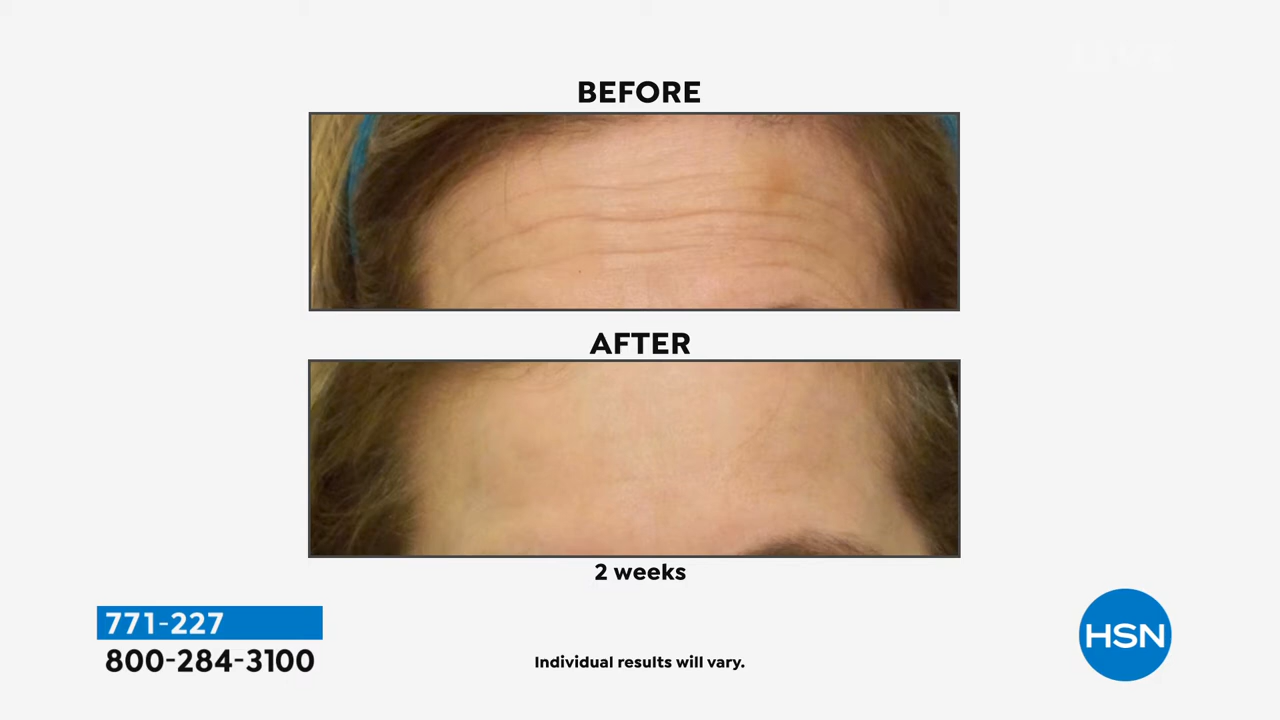 BEFORE
AFTER
2 weeks
771-227
800-284-3100
Individual results will vary.
HSN